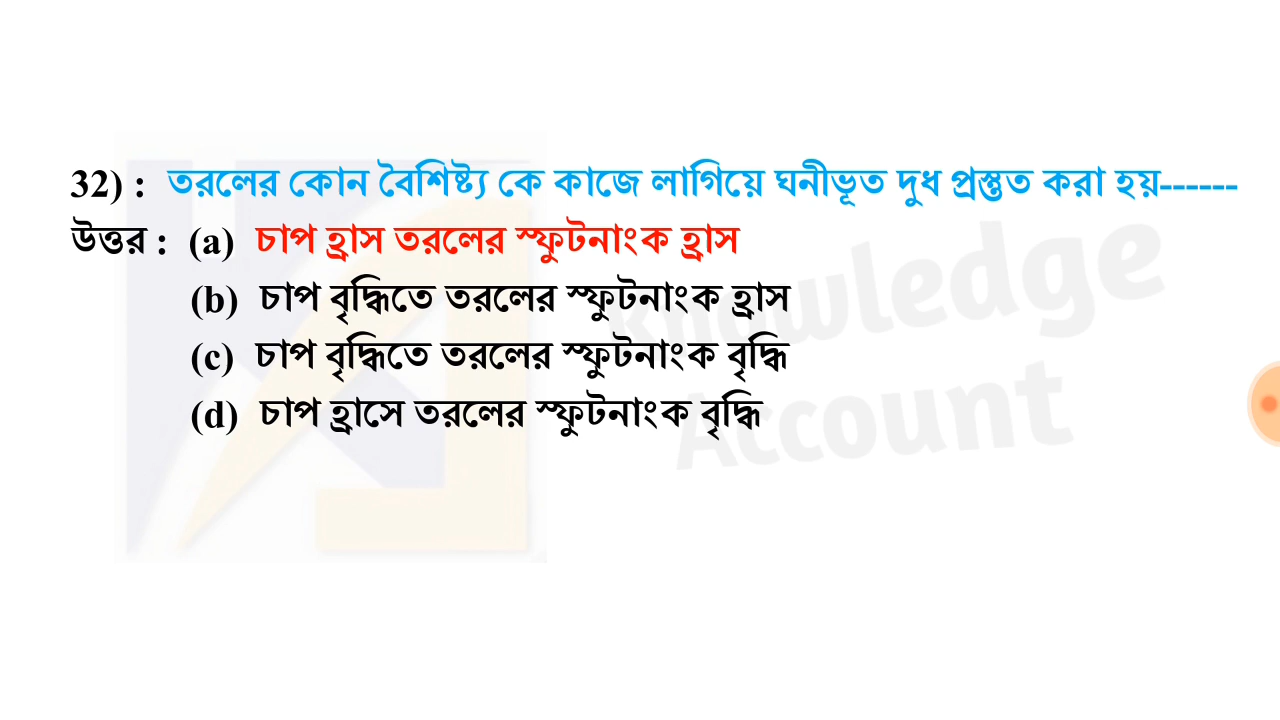 32) : তরলের কোন বৈশিষ্ট্য কে কাজে লাগিয়ে ঘনীভূত দুধ প্রস্তুত করা হয়------
উত্তর : (a) চাপ হ্রাস তরলের স্ফুটনাংক হ্রাস
(b) চাপ বৃদ্ধিতে তরলের স্ফুটনাংক হ্রাস
(c) চাপ বৃদ্ধিতে তরলের স্ফুটনাংক বৃদ্ধি
(d) চাপ হ্রাসে তরলের স্ফুটনাংক বৃদ্ধি
Knowledge
Account